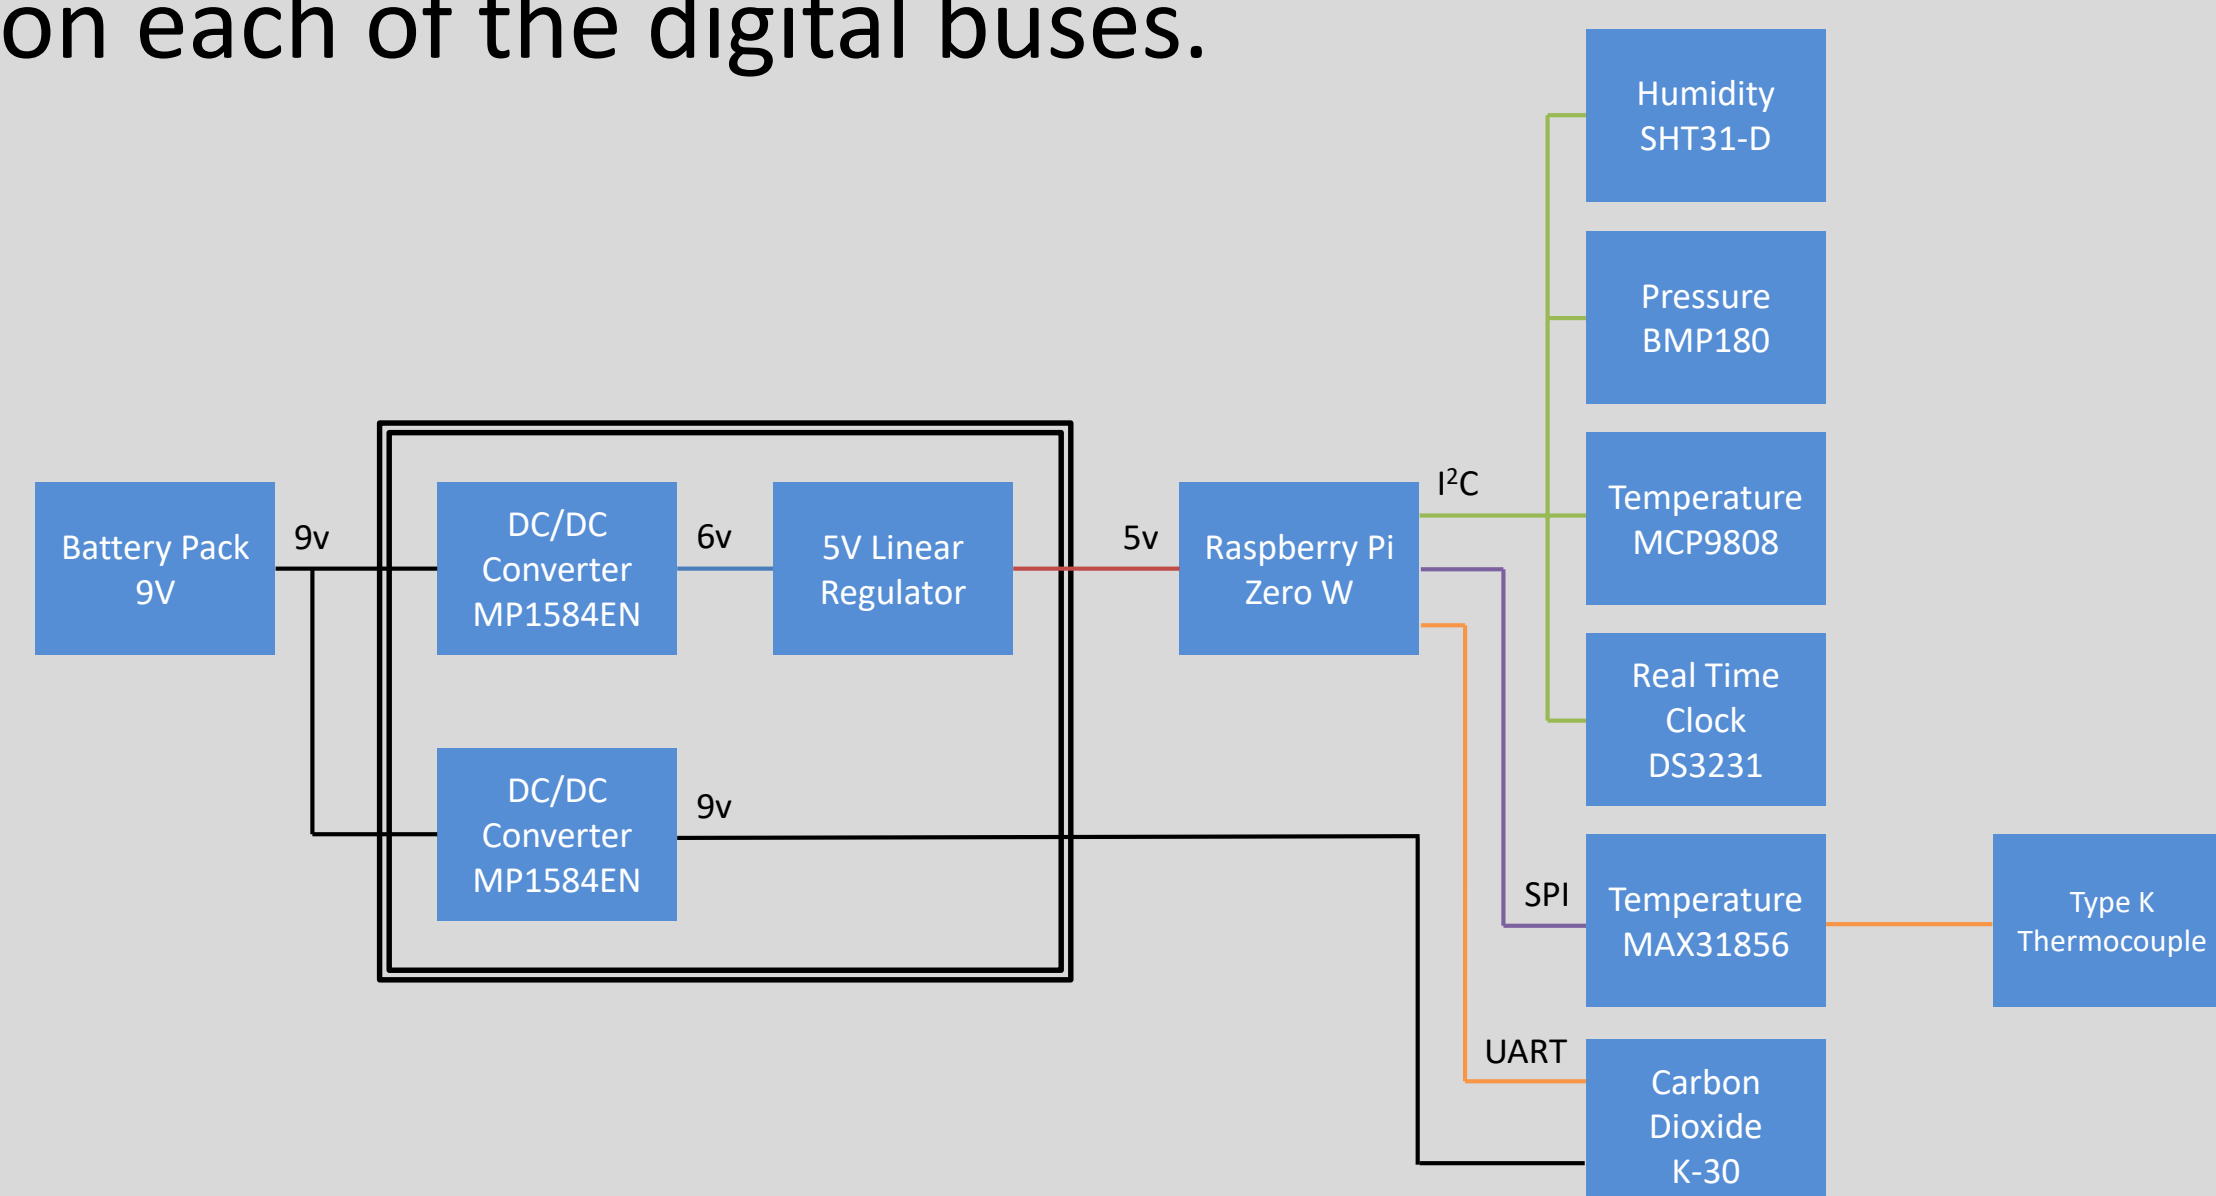 on each of the digital buses.
Humidity
SHT31-D
Pressure
BMP180
I²C
Temperature
MCP9808
Battery Pack
9V
9v
DC/DC
Converter
MP1584EN
6v
5V Linear
Regulator
5v
Raspberry Pi
Zero W
Real Time
Clock
DS3231
DC/DC
Converter
MP1584EN
9v
SPI
Temperature
MAX31856
Type K
Thermocouple
UART
Carbon
Dioxide
K-30